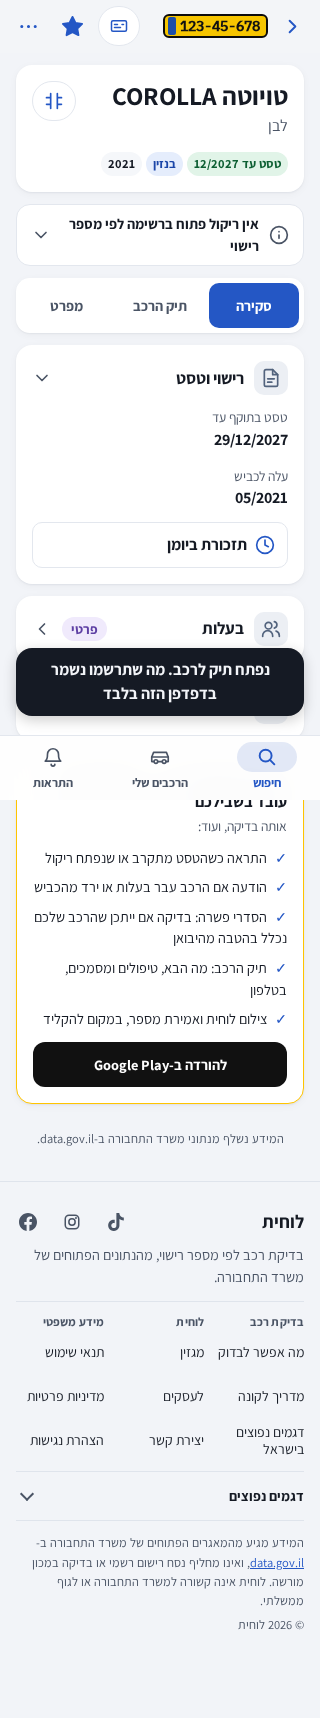 123-45-678
טויוטה COROLLA
לבן
טסט עד 12/2027
בנזין
2021
אין ריקול פתוח ברשימה לפי מספר
רישוי
סקירה
תיק הרכב
מפרט
רישוי וטסט
טסט בתוקף עד
29/12/2027
עלה לכביש
05/2021
תזכורת ביומן
בעלות
פרטי
נפתח תיק לרכב. מה שתרשמו נשמר
בדפדפן הזה בלבד
חיפוש
הרכבים שלי
התראות
עובד בשבילכם
אותה בדיקה, ועוד:
✓ התראה כשהטסט מתקרב או שנפתח ריקול
✓ הודעה אם הרכב עבר בעלות או ירד מהכביש
✓ הסדרי פשרה: בדיקה אם ייתכן שהרכב שלכם
נכלל בהטבה מהיבואן
✓ תיק הרכב: מה הבא, טיפולים ומסמכים,
בטלפון
✓ צילום לוחית ואמירת מספר, במקום להקליד
להורדה ב-Google Play
המידע נשלף מנתוני משרד התחבורה ב-data.gov.il.
לוחית
בדיקת רכב לפי מספר רישוי, מהנתונים הפתוחים של
משרד התחבורה.
בדיקת רכב
לוחית
מידע משפטי
מה אפשר לבדוק
מגזין
תנאי שימוש
מדריך לקונה
לעסקים
מדיניות פרטיות
דגמים נפוצים
בישראל
יצירת קשר
הצהרת נגישות
דגמים נפוצים
המידע מגיע מהמאגרים הפתוחים של משרד התחבורה ב-
data.gov.il, ואינו מחליף נסח רישום רשמי או בדיקה במכון
מורשה. לוחית אינה קשורה למשרד התחבורה או לגוף
ממשלתי.
© 2026 לוחית